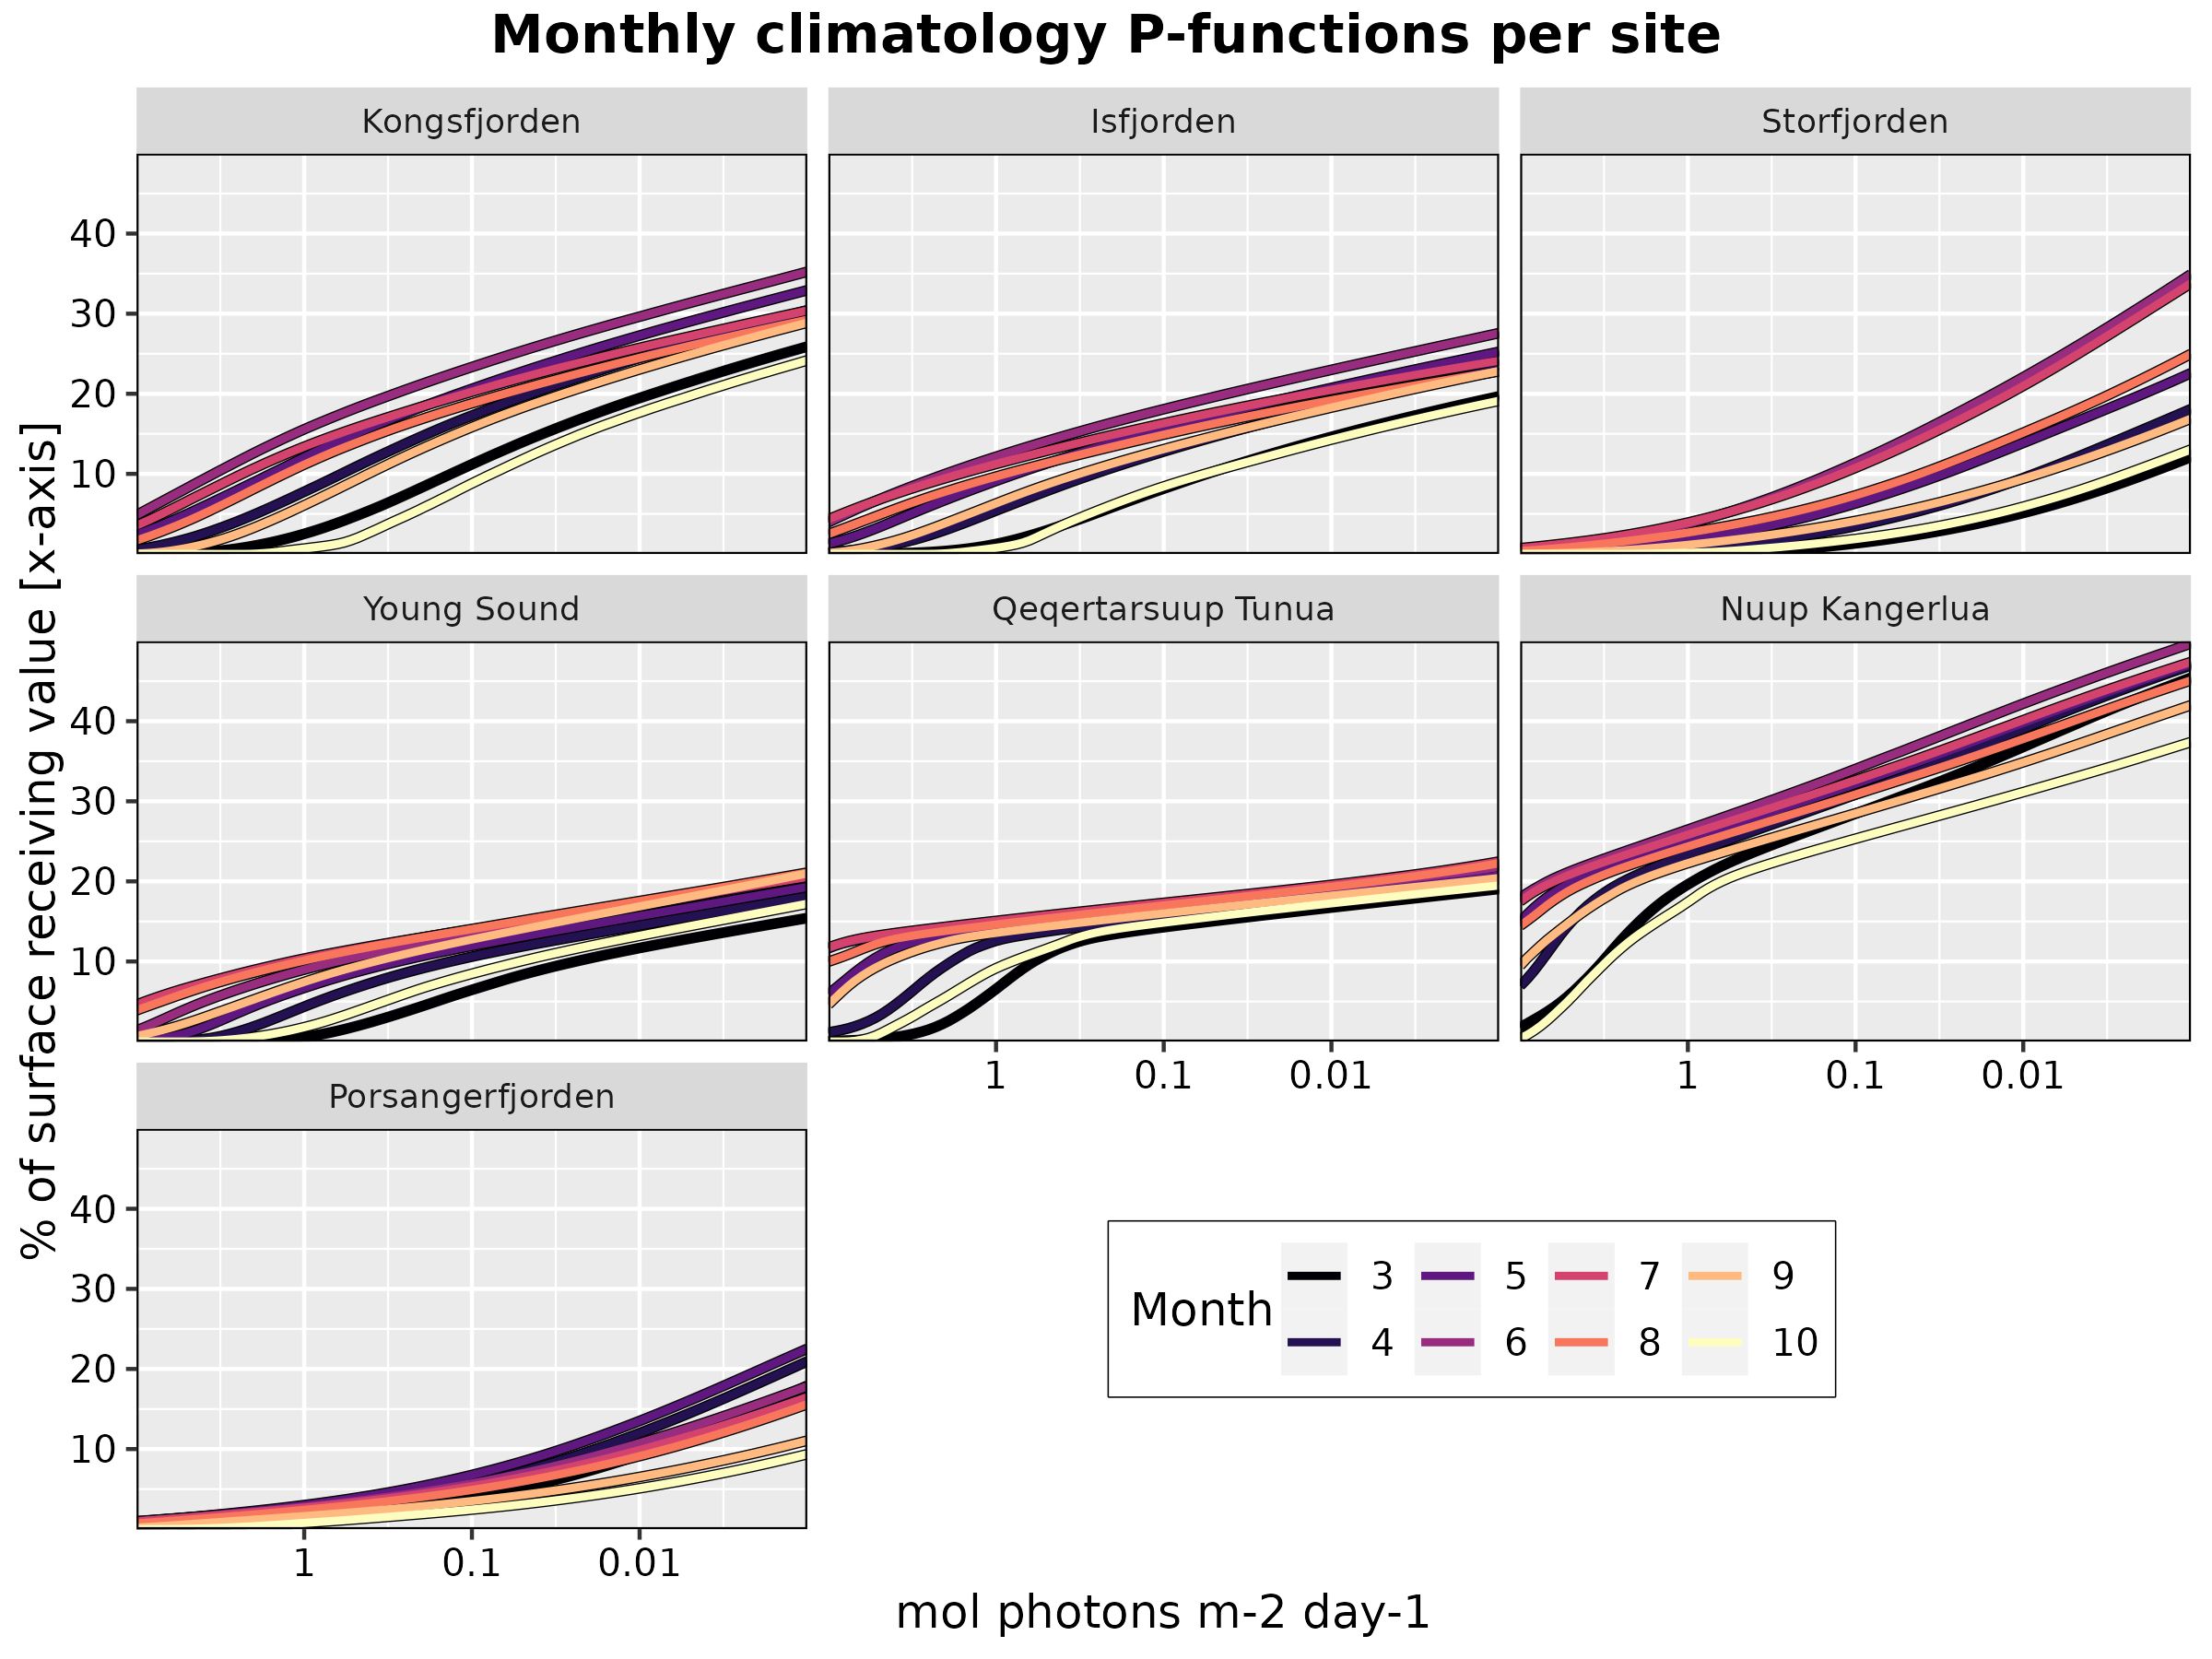 Monthly climatology P-functions per site
Kongsfjorden
Isfjorden
Storfjorden
40
30
20
10
Young Sound
Qeqertarsuup Tunua
Nuup Kangerlua
40
30
20
10
1 0.1 0.01
1 0.1 0.01
Porsangerfjorden
40
30
20
10
1 0.1 0.01
% of surface receiving value [x-axis]
mol photons m-2 day-1
Month
3 5 7 9
4 6 8 10